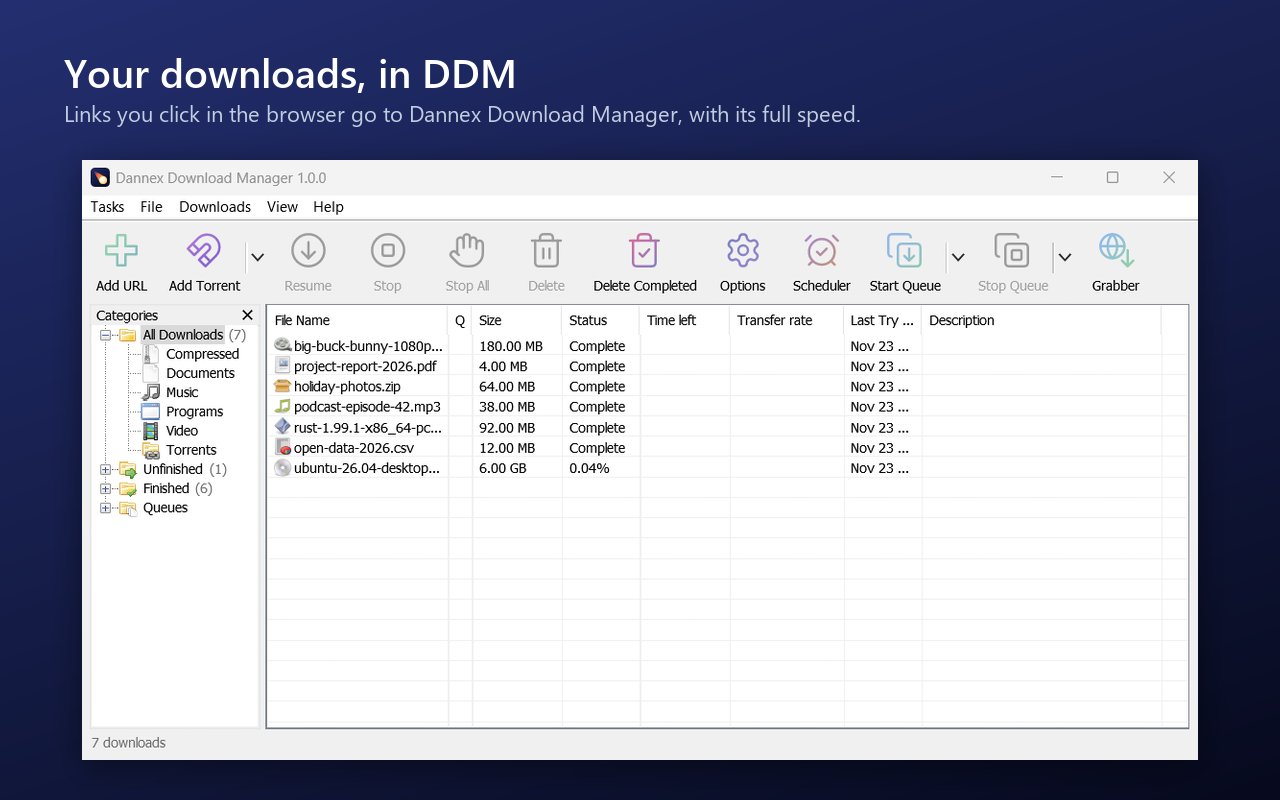 Your downloads, in DDM
Links you click in the browser go to Dannex Download Manager, with its full speed.
Dannex Download Manager 1.0.0
Tasks File Downloads View Help
Add URL Add Torrent Resume Stop Stop All Delete Delete Completed Options Scheduler Start Queue Stop Queue Grabber
Categories
All Downloads (7)
Compressed
Documents
Music
Programs
Video
Torrents
Unfinished (1)
Finished (6)
Queues
File Name Q Size Status Time left Transfer rate Last Try ... Description
big-buck-bunny-1080p... 180.00 MB Complete Nov 23 ...
project-report-2026.pdf 4.00 MB Complete Nov 23 ...
holiday-photos.zip 64.00 MB Complete Nov 23 ...
podcast-episode-42.mp3 38.00 MB Complete Nov 23 ...
rust-1.99.1-x86_64-pc... 92.00 MB Complete Nov 23 ...
open-data-2026.csv 12.00 MB Complete Nov 23 ...
ubuntu-26.04-desktop... 6.00 GB 0.04% Nov 23 ...
7 downloads